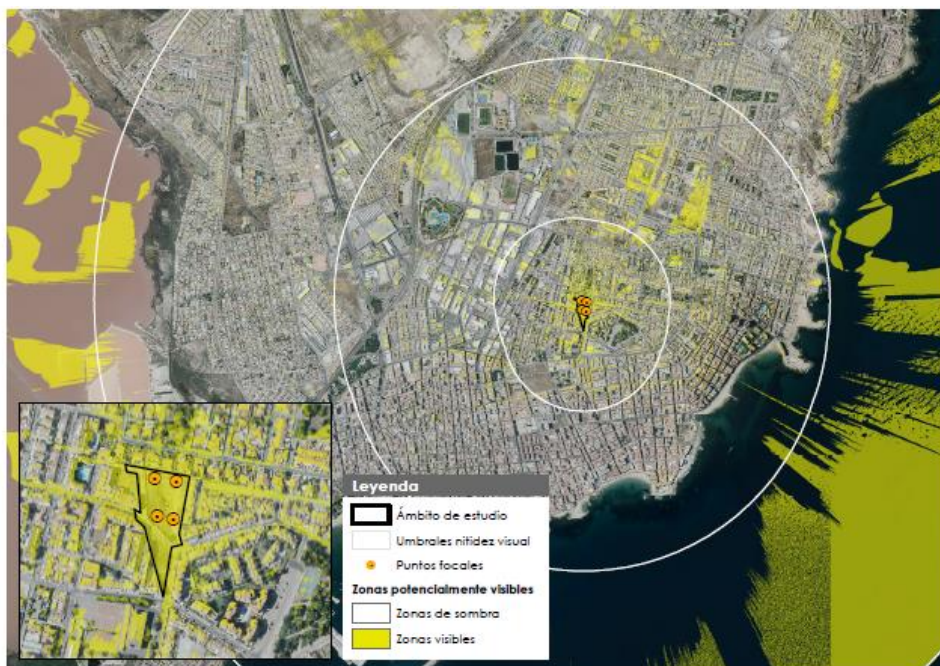 Leyenda
Ámbito de estudio
Umbrales nitidez visual
Puntos focales
Zonas potencialmente visibles
Zonas de sombra
Zonas visibles